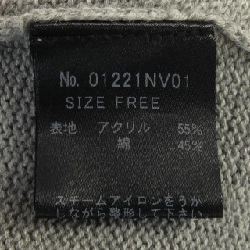 No. 01221NV01
SIZE FREE
表地 アクリル 55%
綿 45%
スチームアイロンをうかし
しながら整形して下さい